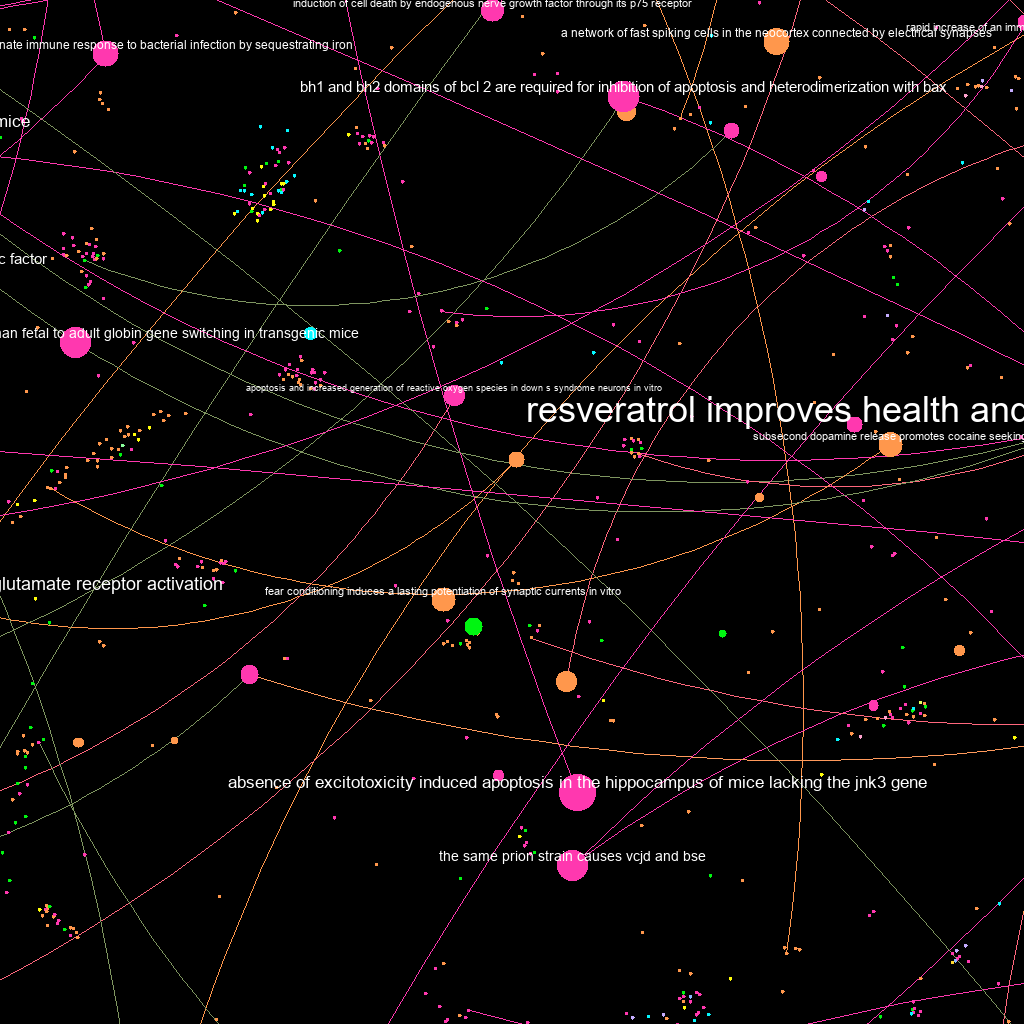 induction of cell death by endogenous nerve growth factor through its p75 receptor
rapid increase of an imm
a network of fast spiking cells in the neocortex connected by electrical synapses
nate immune response to bacterial infection by sequestrating iron
bh1 and bh2 domains of bcl 2 are required for inhibition of apoptosis and heterodimerization with bax
mice
c factor
an fetal to adult globin gene switching in transgenic mice
apoptosis and increased generation of reactive oxygen species in down s syndrome neurons in vitro
resveratrol improves health and
subsecond dopamine release promotes cocaine seeking
glutamate receptor activation
fear conditioning induces a lasting potentiation of synaptic currents in vitro
absence of excitotoxicity induced apoptosis in the hippocampus of mice lacking the jnk3 gene
the same prion strain causes vcjd and bse